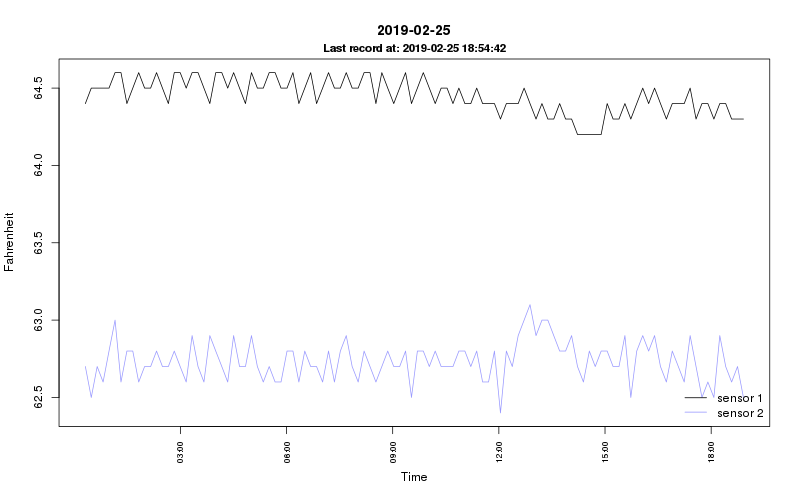 2019-02-25
Last record at: 2019-02-25 18:54:42
Fahrenheit
64.5
64.0
63.5
63.0
62.5
sensor 1
sensor 2
03:00 06:00 09:00 12:00 15:00 18:00
Time